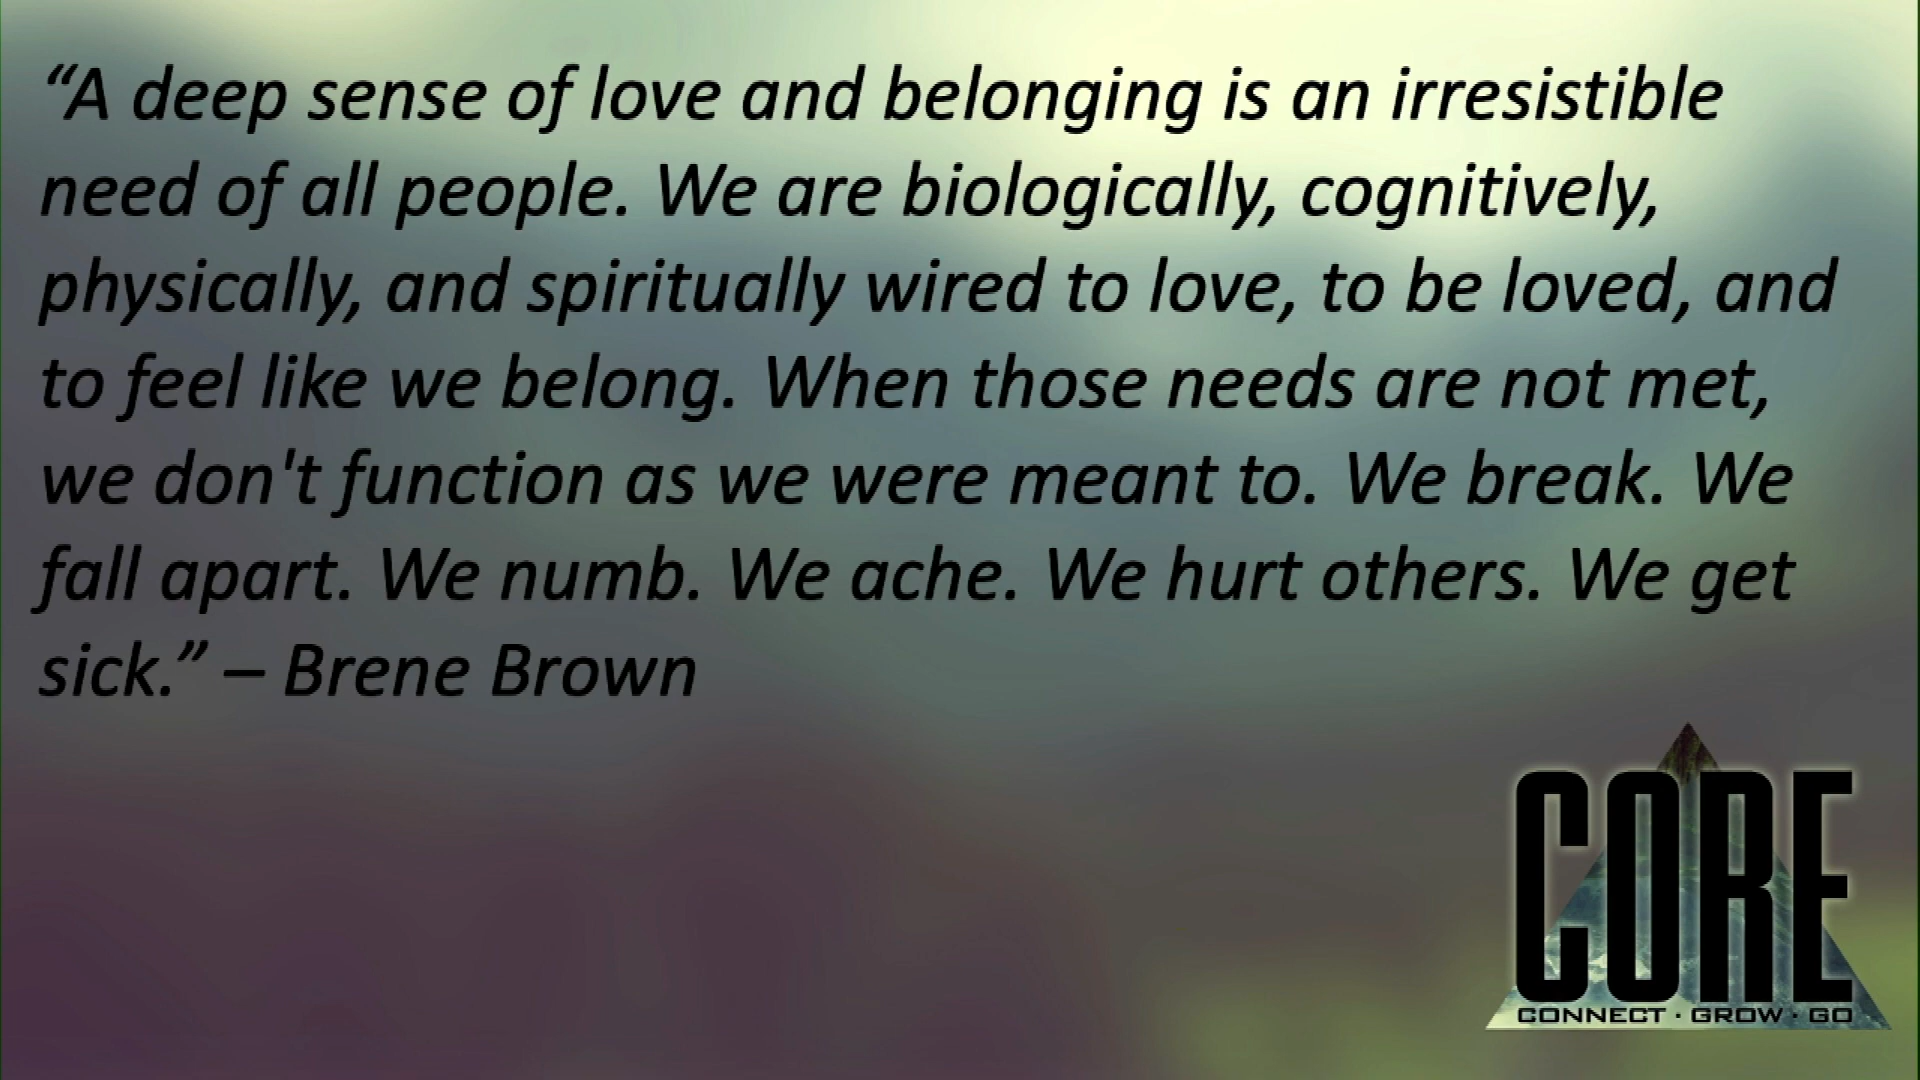 “A deep sense of love and belonging is an irresistible
need of all people. We are biologically, cognitively,
physically, and spiritually wired to love, to be loved, and
to feel like we belong. When those needs are not met,
we don't function as we were meant to. We break. We
fall apart. We numb. We ache. We hurt others. We get
sick.” – Brene Brown
CORE
CONNECT · GROW · GO